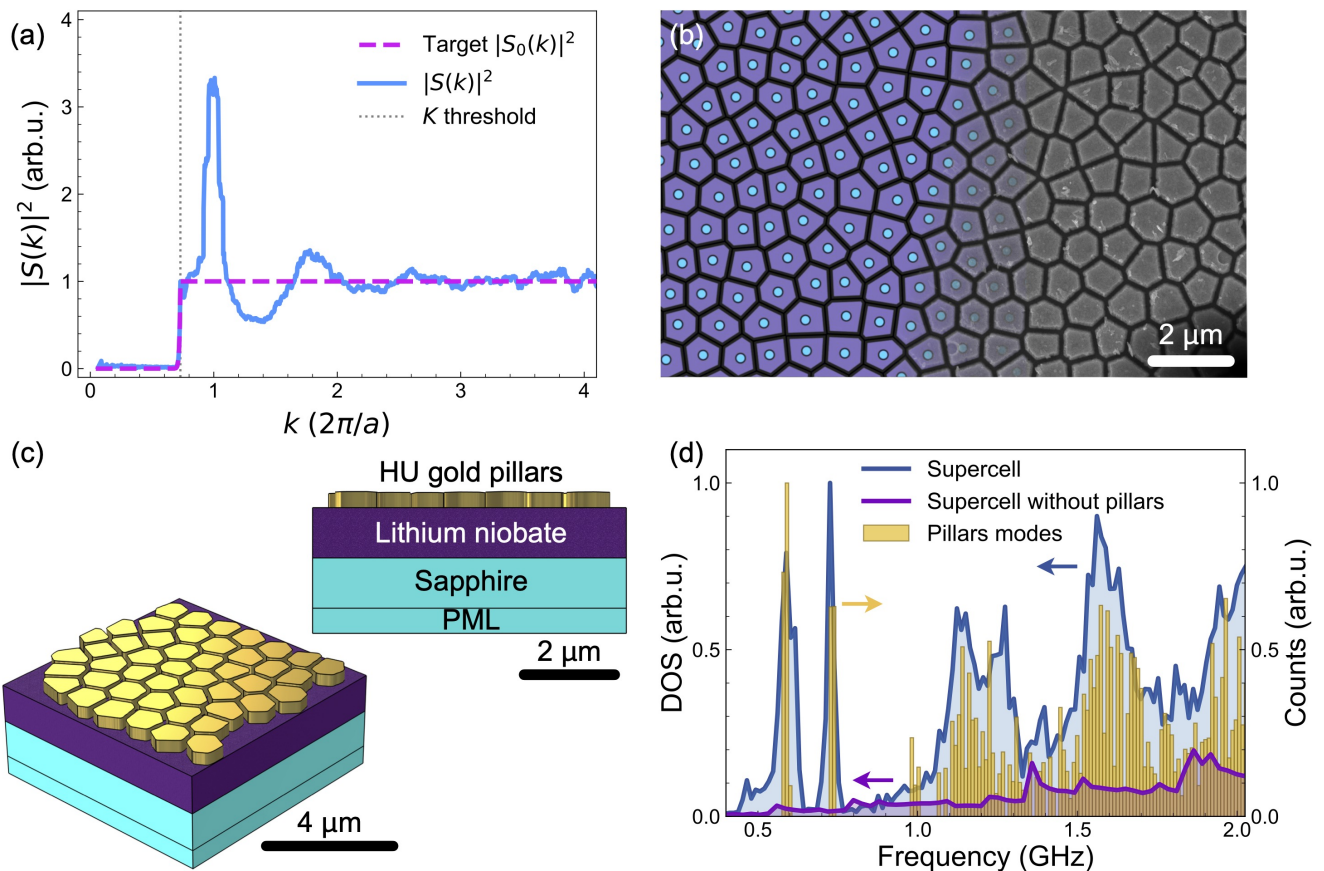 (a)
4
3
2
1
0
|S(k)|² (arb.u.)
Target |S₀(k)|²
|S(k)|²
K threshold
0 1 2 3 4
k (2π/a)
(b)
2 μm
(c)
HU gold pillars
Lithium niobate
Sapphire
PML
2 μm
4 μm
(d)
Supercell
Supercell without pillars
Pillars modes
1.0
0.5
0.0
DOS (arb.u.)
1.0
0.5
0.0
Counts (arb.u.)
0.5 1.0 1.5 2.0
Frequency (GHz)